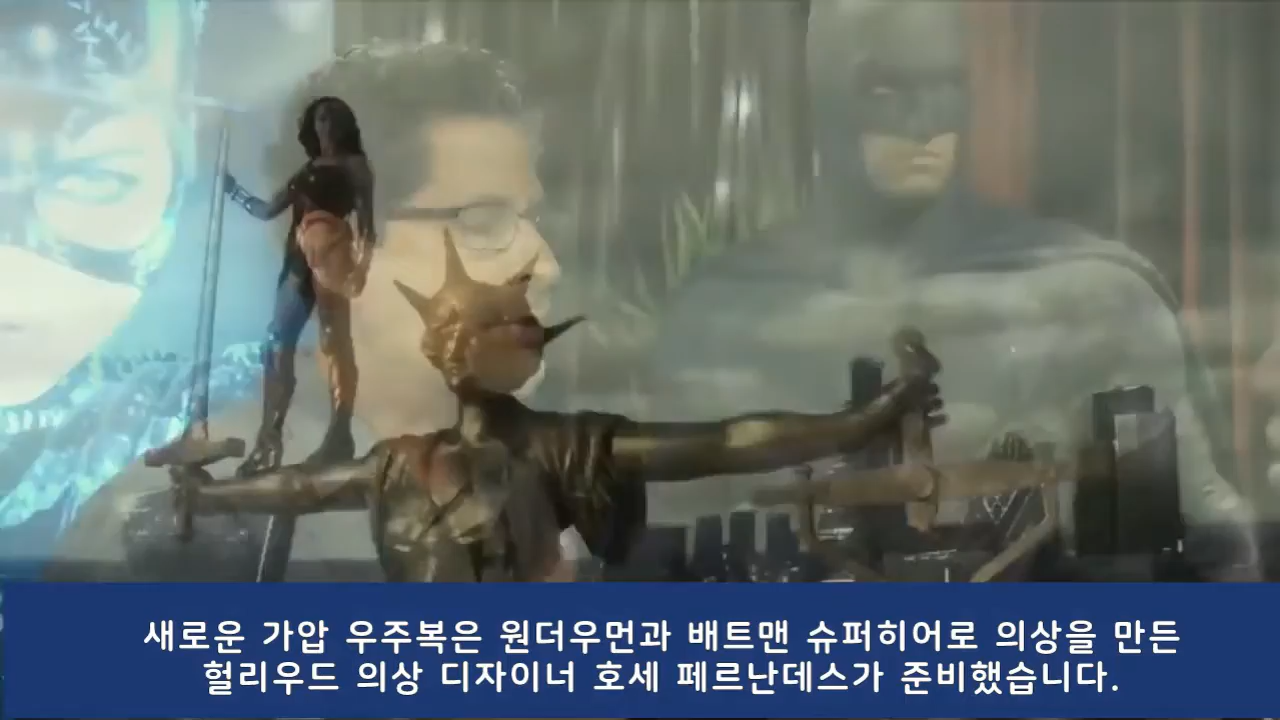 새로운 가압 우주복은 원더우먼과 배트맨 슈퍼히어로 의상을 만든
헐리우드 의상 디자이너 호세 페르난데스가 준비했습니다.